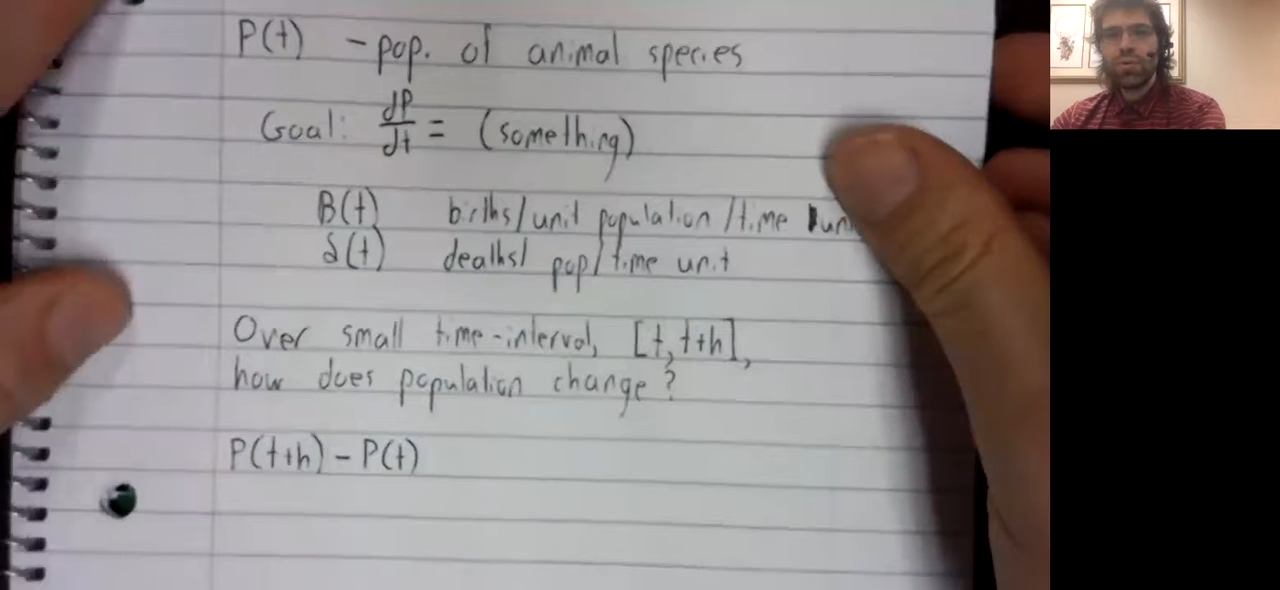 P(t) - pop. of animal species
Goal: dP/dt = (something)
B(t) births/unit population/time
δ(t) deaths/ pop/time unit
Over small time-interval, [t, t+h],
how does population change?
P(t+h) - P(t)